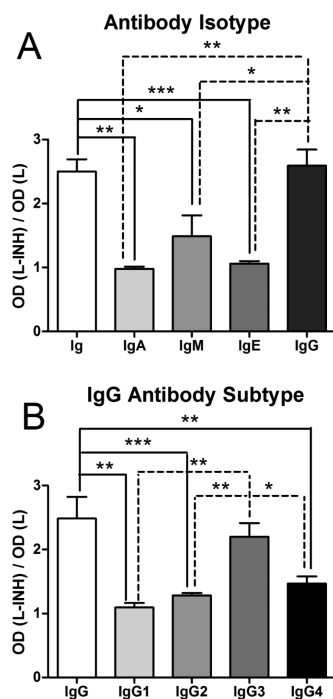 A
Antibody Isotype
**
*
***
*
**
**
OD (L-INH) / OD (L)
3
2
1
0
Ig IgA IgM IgE IgG
B
IgG Antibody Subtype
**
***
**
**
** *
OD (L-INH) / OD (L)
3
2
1
0
IgG IgG1 IgG2 IgG3 IgG4